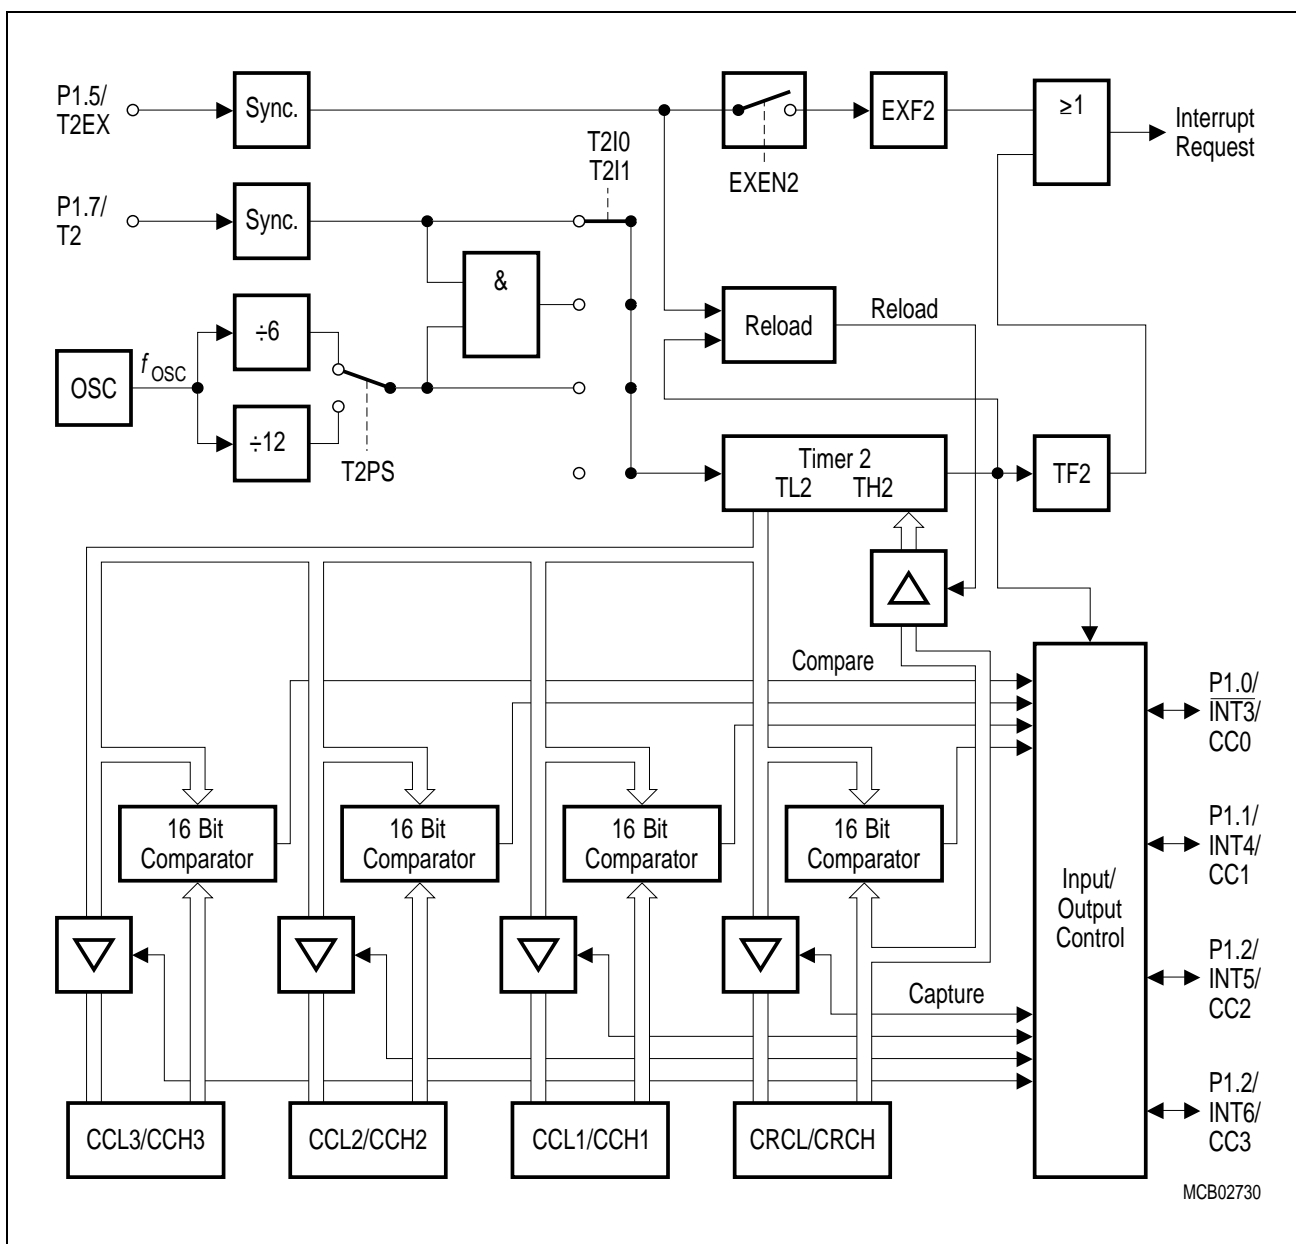 P1.5/
T2EX
Sync.
EXEN2
EXF2
≥1
Interrupt
Request
P1.7/
T2
Sync.
T2I0
T2I1
&
÷6
OSC
fOSC
÷12
T2PS
Reload
Reload
Timer 2
TL2 TH2
TF2
Compare
16 Bit
Comparator
16 Bit
Comparator
16 Bit
Comparator
16 Bit
Comparator
Capture
CCL3/CCH3
CCL2/CCH2
CCL1/CCH1
CRCL/CRCH
Input/
Output
Control
P1.0/
INT3/
CC0
P1.1/
INT4/
CC1
P1.2/
INT5/
CC2
P1.2/
INT6/
CC3
MCB02730